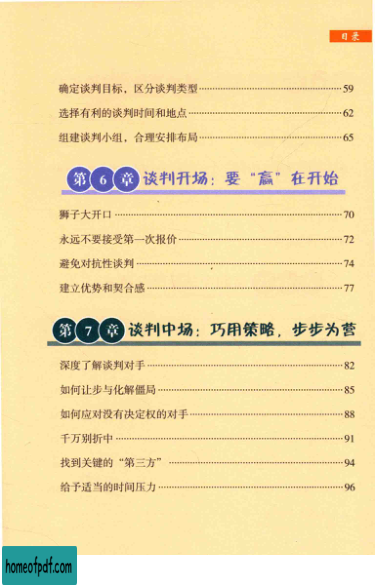 目录
确定谈判目标，区分谈判类型…………59
选择有利的谈判时间和地点…………62
组建谈判小组，合理安排布局…………65
第6章 谈判开场：要“赢”在开始
狮子大开口…………70
永远不要接受第一次报价…………72
避免对抗性谈判…………74
建立优势和契合感…………77
第7章 谈判中场：巧用策略，步步为营
深度了解谈判对手…………82
如何让步与化解僵局…………85
如何应对没有决定权的对手…………88
千万别折中…………91
找到关键的“第三方”…………94
给予适当的时间压力…………96
homeofpdf.com